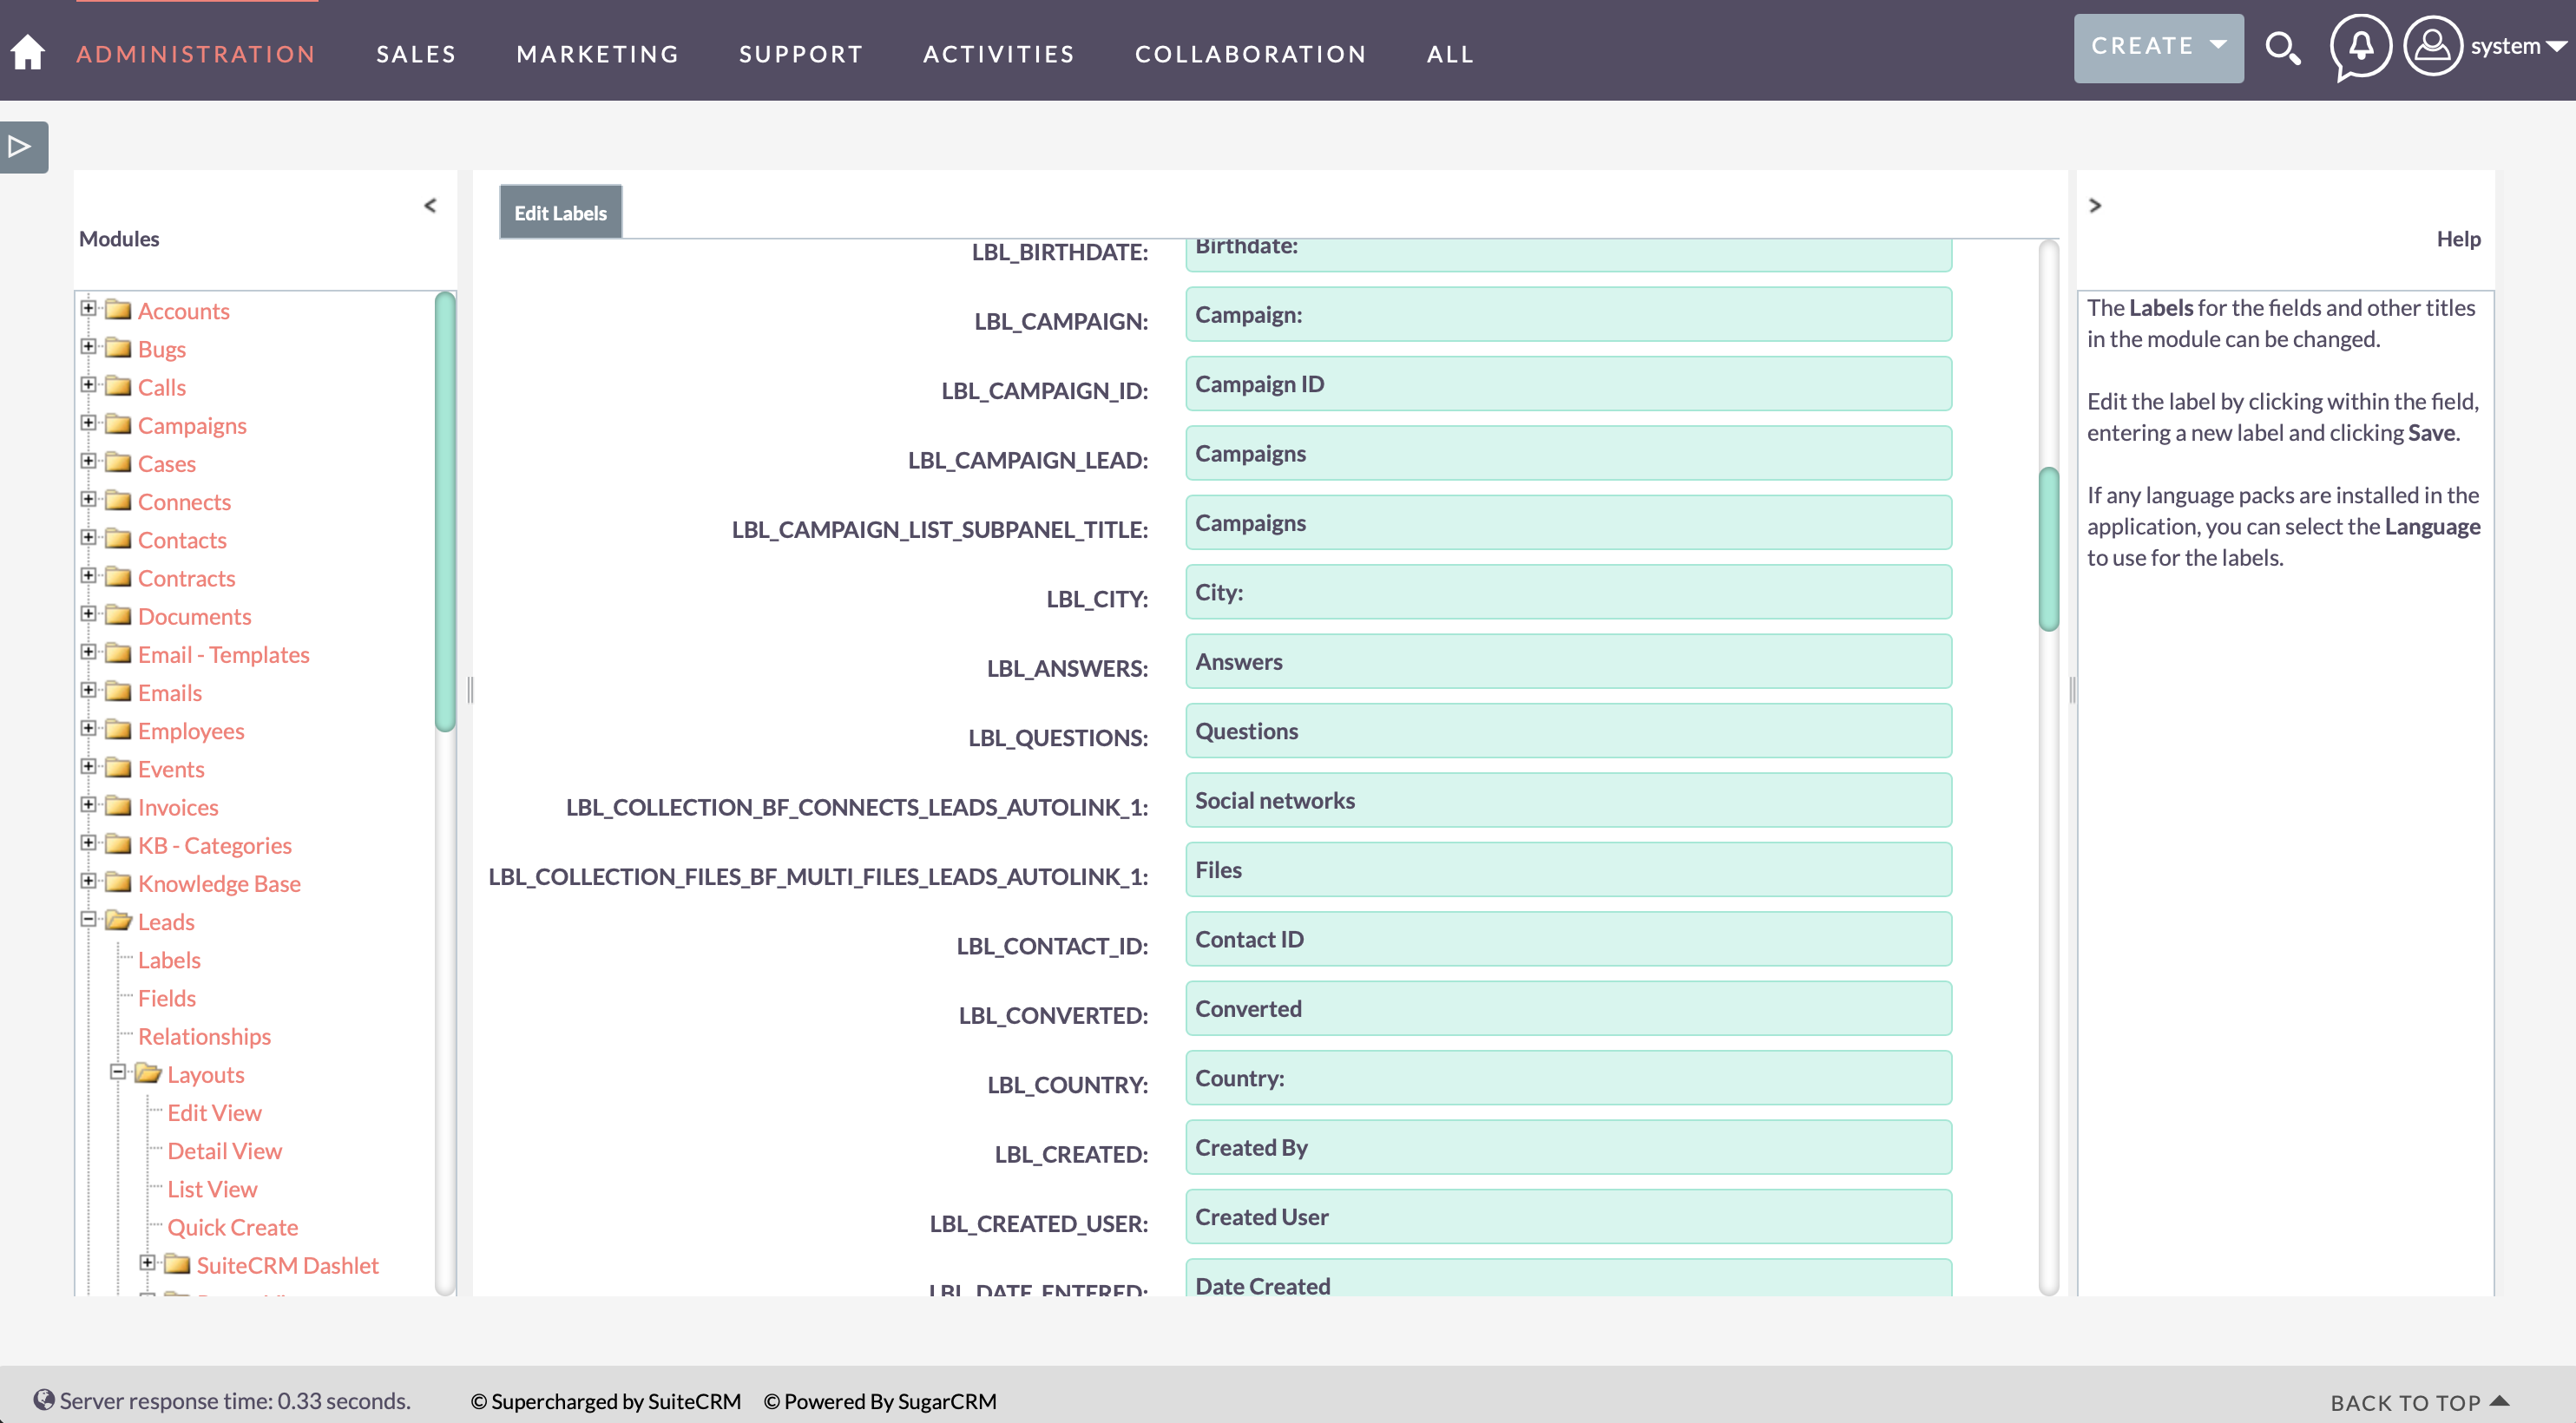 ADMINISTRATION SALES MARKETING SUPPORT ACTIVITIES COLLABORATION ALL CREATE system
Modules
Accounts
Bugs
Calls
Campaigns
Cases
Connects
Contacts
Contracts
Documents
Email - Templates
Emails
Employees
Events
Invoices
KB - Categories
Knowledge Base
Leads
Labels
Fields
Relationships
Layouts
Edit View
Detail View
List View
Quick Create
SuiteCRM Dashlet
Edit Labels
LBL_BIRTHDATE: Birthdate:
LBL_CAMPAIGN: Campaign:
LBL_CAMPAIGN_ID: Campaign ID
LBL_CAMPAIGN_LEAD: Campaigns
LBL_CAMPAIGN_LIST_SUBPANEL_TITLE: Campaigns
LBL_CITY: City:
LBL_ANSWERS: Answers
LBL_QUESTIONS: Questions
LBL_COLLECTION_BF_CONNECTS_LEADS_AUTOLINK_1: Social networks
LBL_COLLECTION_FILES_BF_MULTI_FILES_LEADS_AUTOLINK_1: Files
LBL_CONTACT_ID: Contact ID
LBL_CONVERTED: Converted
LBL_COUNTRY: Country:
LBL_CREATED: Created By
LBL_CREATED_USER: Created User
LBL_DATE_ENTERED: Date Created
Help
The Labels for the fields and other titles
in the module can be changed.
Edit the label by clicking within the field,
entering a new label and clicking Save.
If any language packs are installed in the
application, you can select the Language
to use for the labels.
Server response time: 0.33 seconds. © Supercharged by SuiteCRM © Powered By SugarCRM BACK TO TOP